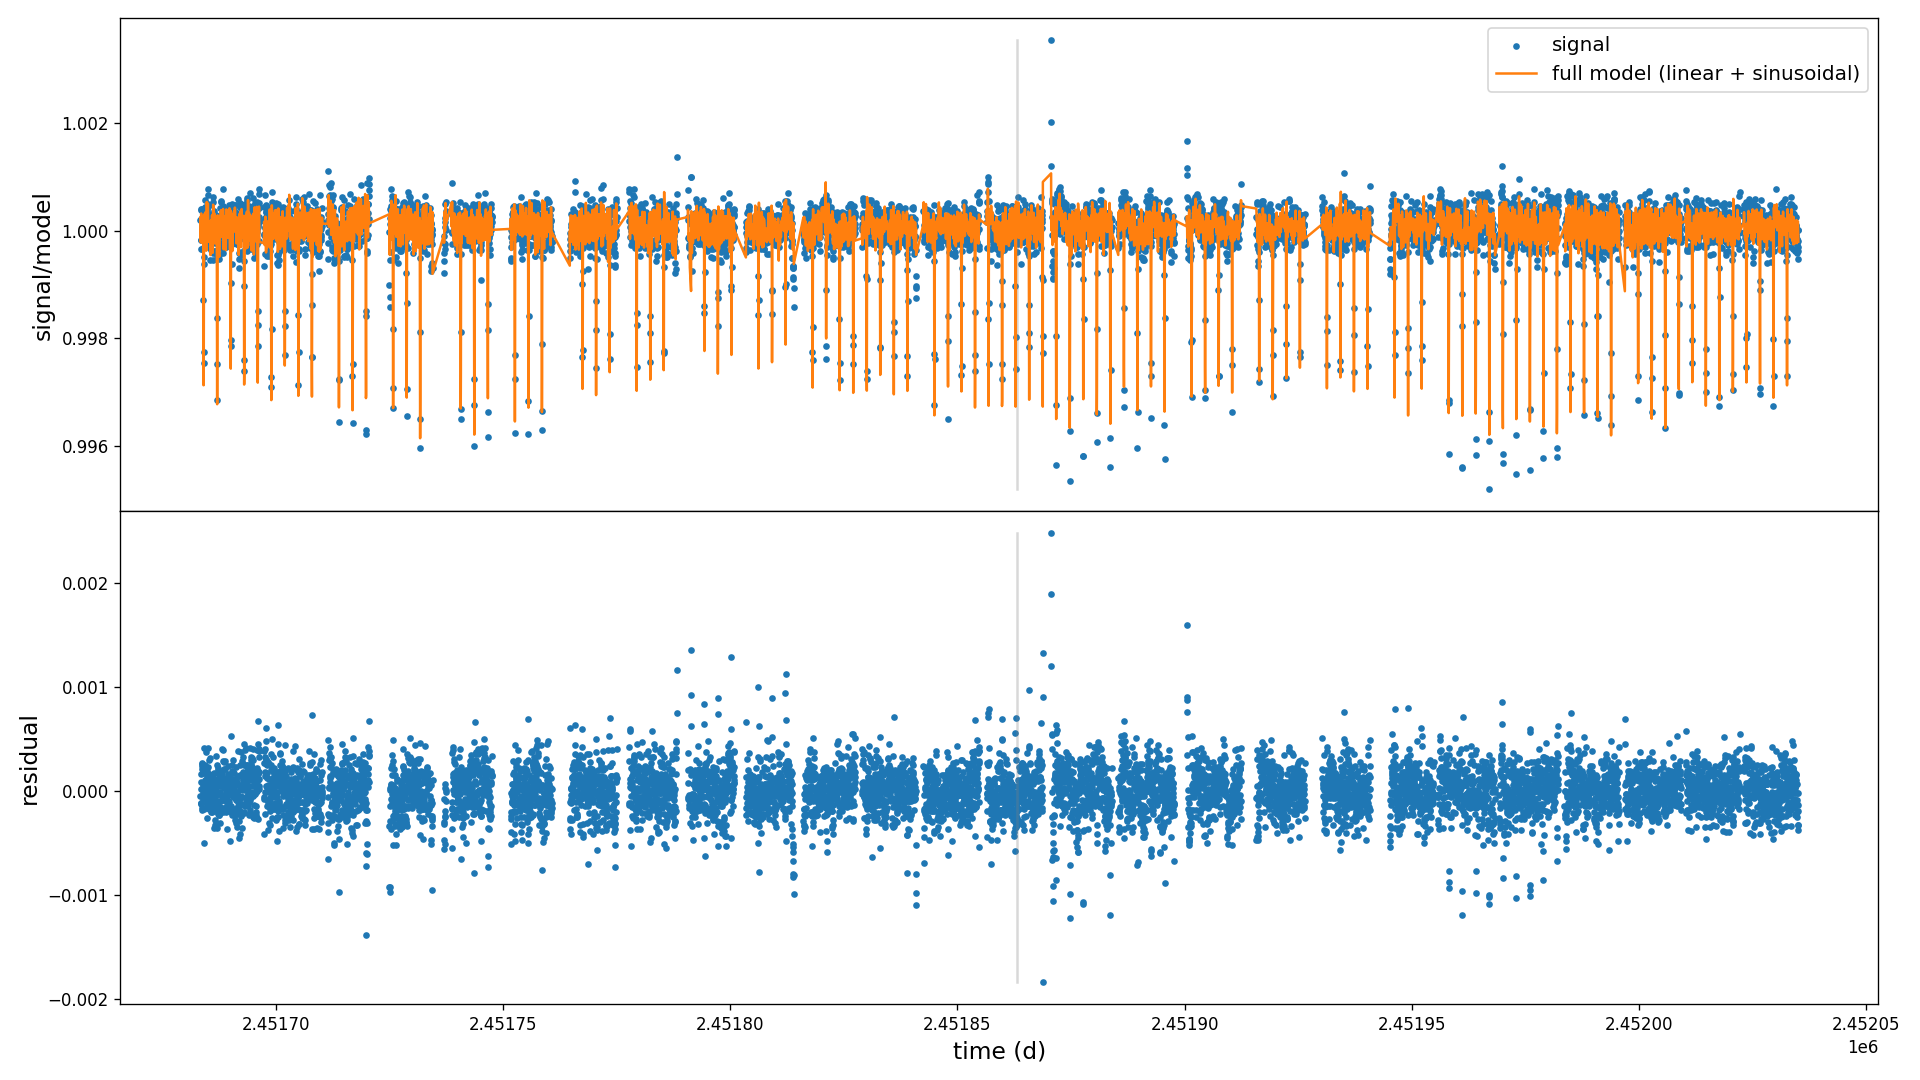 signal
full model (linear + sinusoidal)
1.002
1.000
0.998
0.996
signal/model
0.002
0.001
0.000
−0.001
−0.002
residual
2.45170
2.45175
2.45180
2.45185
2.45190
2.45195
2.45200
2.45205
1e6
time (d)